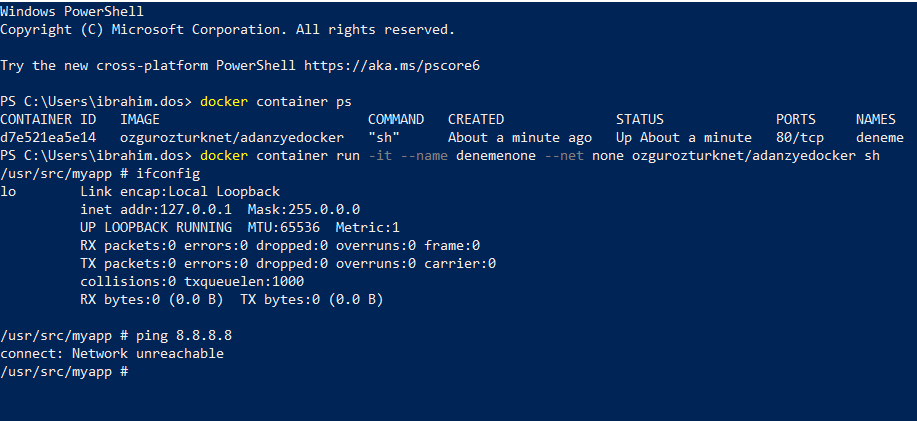 Windows PowerShell
Copyright (C) Microsoft Corporation. All rights reserved.
Try the new cross-platform PowerShell https://aka.ms/pscore6
PS C:\Users\ibrahim.dos> docker container ps
CONTAINER ID   IMAGE                          COMMAND   CREATED              STATUS              PORTS     NAMES
d7e521ea5e14   ozgurozturknet/adanzyedocker   "sh"      About a minute ago   Up About a minute   80/tcp    deneme
PS C:\Users\ibrahim.dos> docker container run -it --name denemenone --net none ozgurozturknet/adanzyedocker sh
/usr/src/myapp # ifconfig
lo        Link encap:Local Loopback
          inet addr:127.0.0.1  Mask:255.0.0.0
          UP LOOPBACK RUNNING  MTU:65536  Metric:1
          RX packets:0 errors:0 dropped:0 overruns:0 frame:0
          TX packets:0 errors:0 dropped:0 overruns:0 carrier:0
          collisions:0 txqueuelen:1000
          RX bytes:0 (0.0 B)  TX bytes:0 (0.0 B)
/usr/src/myapp # ping 8.8.8.8
connect: Network unreachable
/usr/src/myapp #